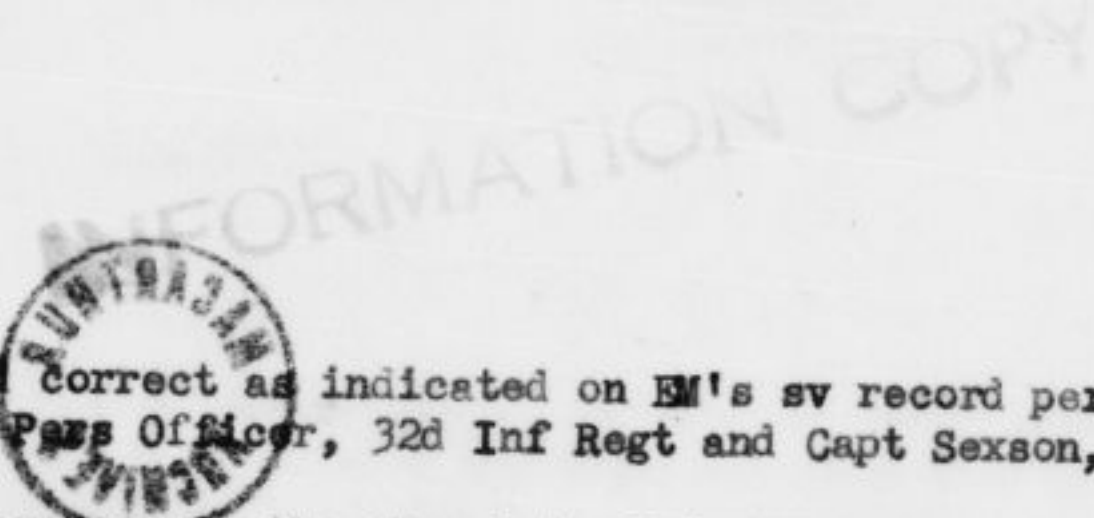 INFORMATION COPY
correct as indicated on EM's sv record per
Pers Officer, 32d Inf Regt and Capt Sexson,